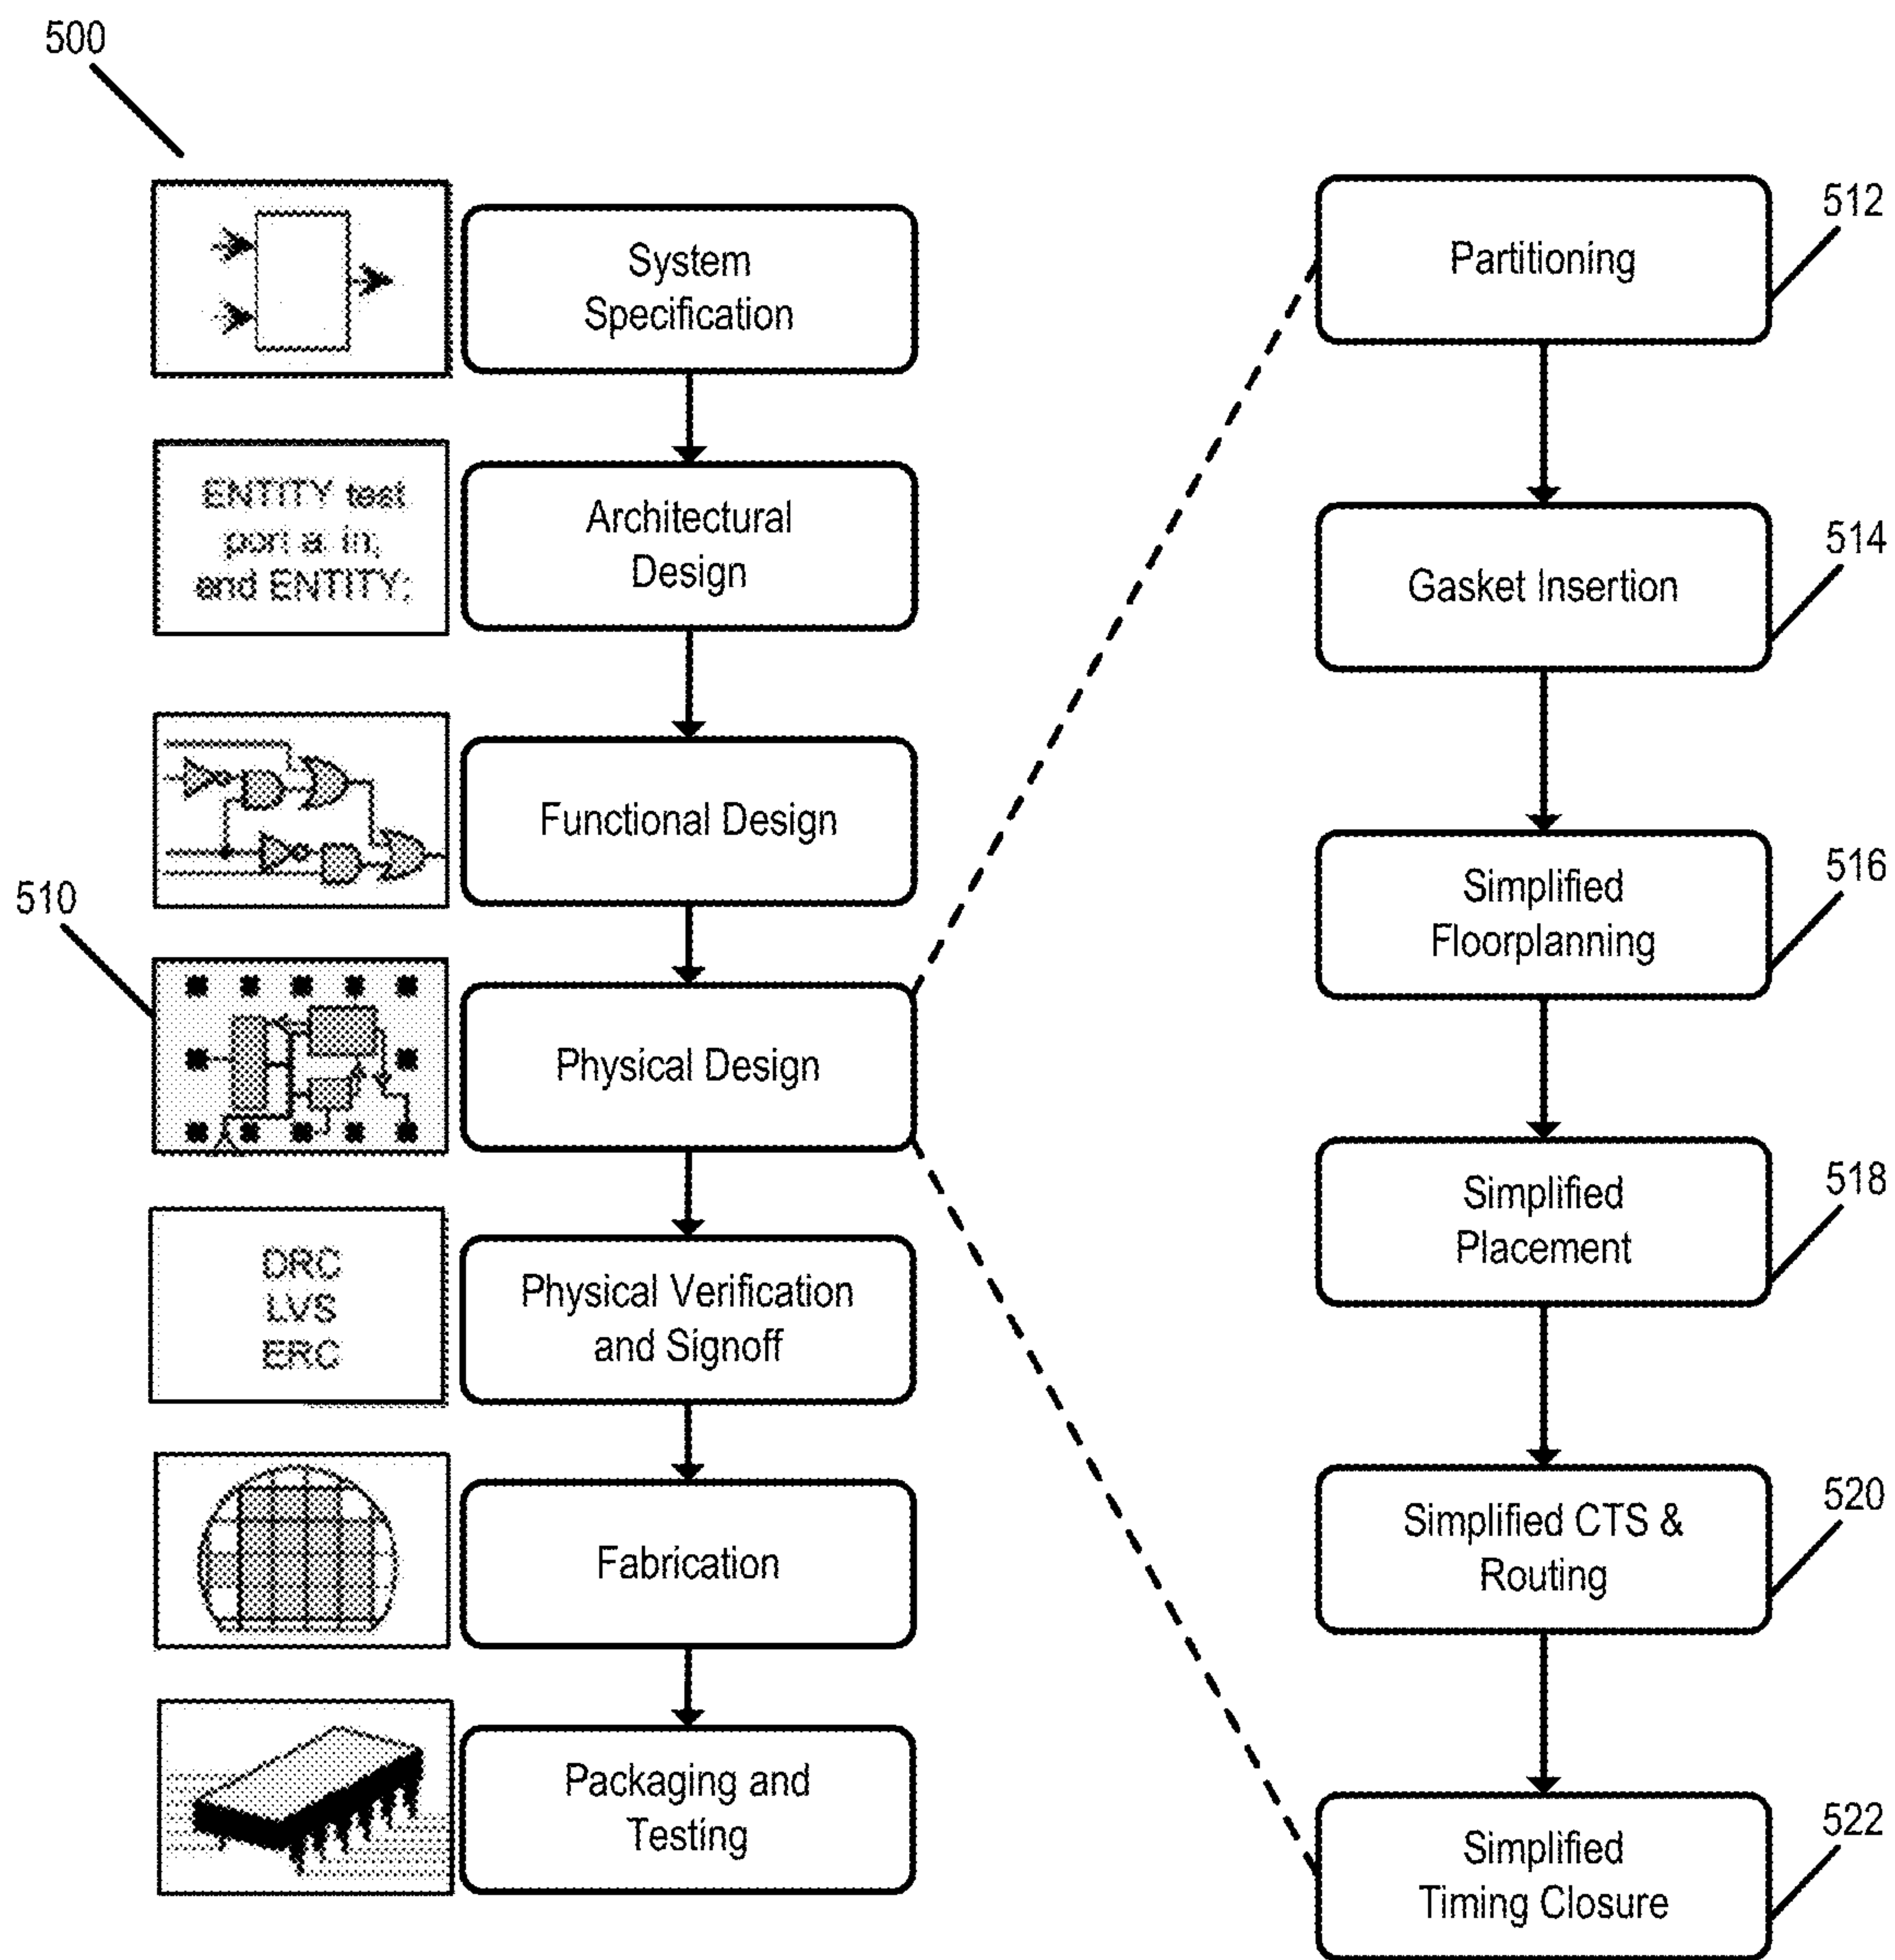 500
System
Specification
ENTITY test
port a: in;
end ENTITY;
Architectural
Design
Functional Design
510
Physical Design
DRC
LVS
ERC
Physical Verification
and Signoff
Fabrication
Packaging and
Testing
Partitioning
512
Gasket Insertion
514
Simplified
Floorplanning
516
Simplified
Placement
518
Simplified CTS &
Routing
520
Simplified
Timing Closure
522